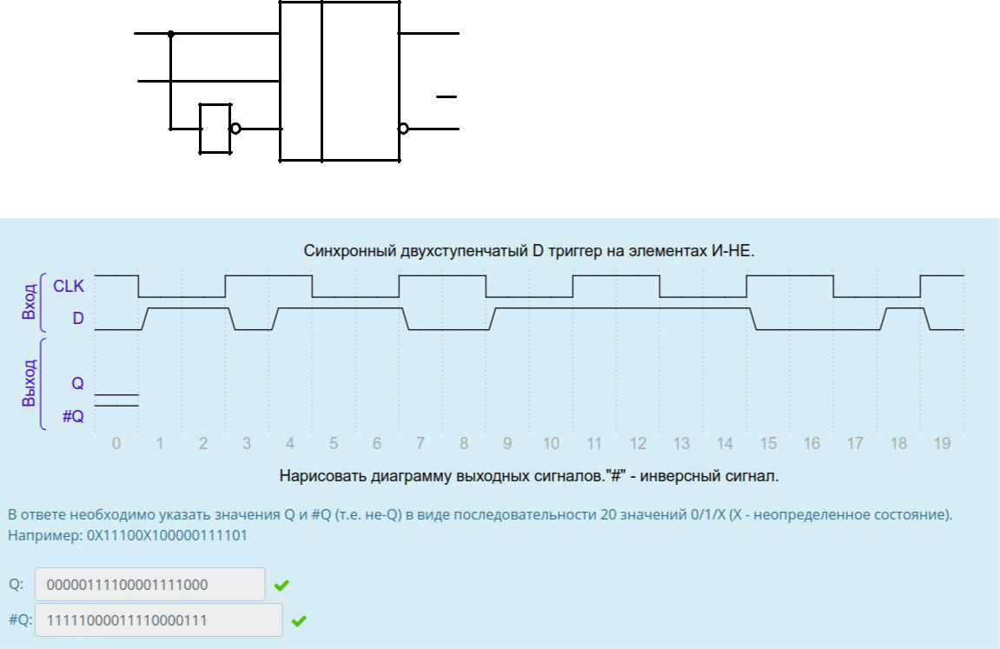 Синхронный двухступенчатый D триггер на элементах И-НЕ.
Вход
CLK
D
Выход
Q
#Q
0 1 2 3 4 5 6 7 8 9 10 11 12 13 14 15 16 17 18 19
Нарисовать диаграмму выходных сигналов."#" - инверсный сигнал.
В ответе необходимо указать значения Q и #Q (т.е. не-Q) в виде последовательности 20 значений 0/1/X (X - неопределенное состояние).
Например: 0X11100X100000111101
Q: 00000111100001111000
#Q: 11111000011110000111